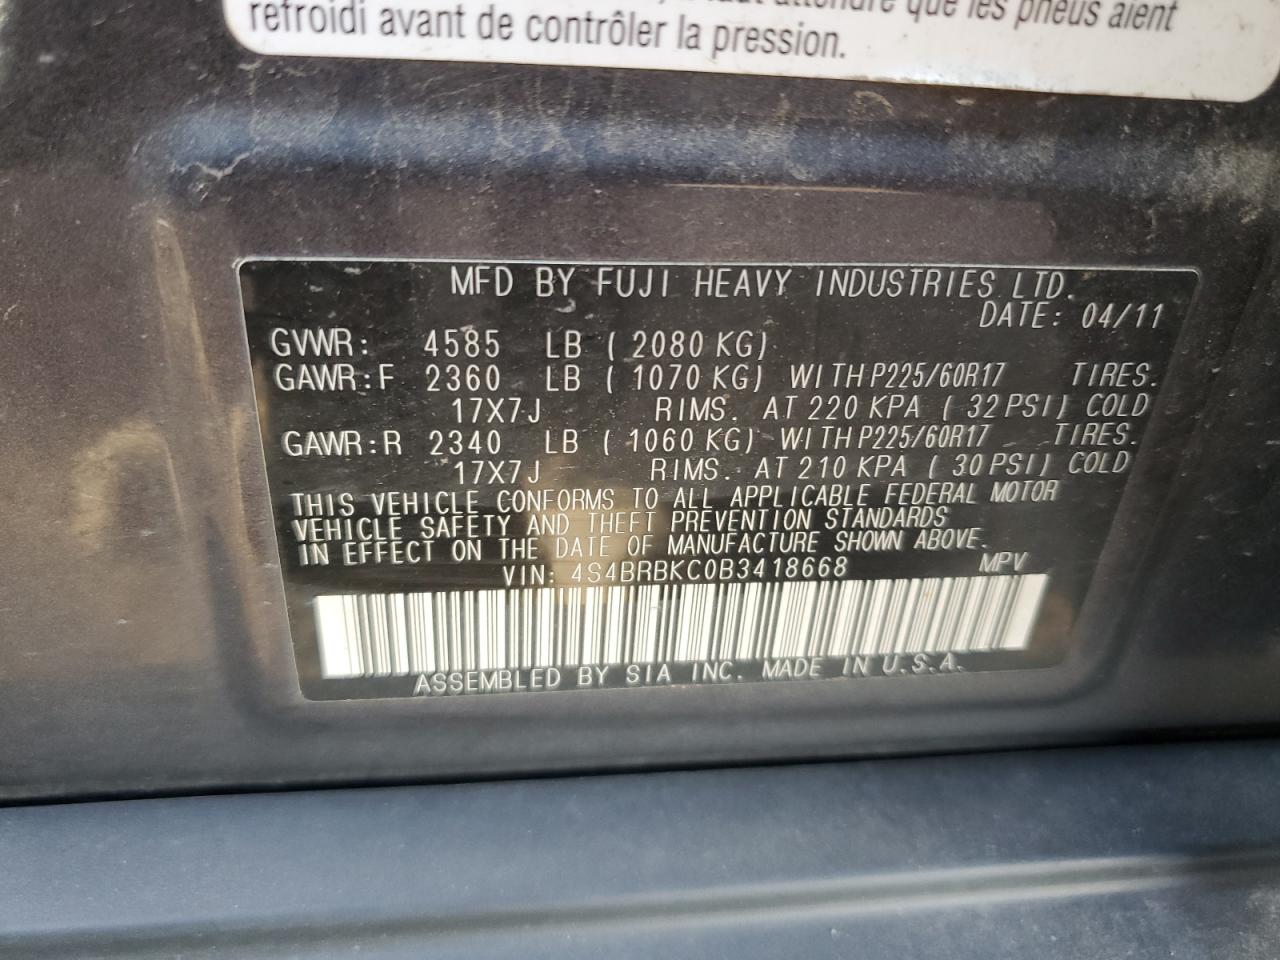 que les pneus aient
refroidi avant de contrôler la pression.
MFD BY FUJI HEAVY INDUSTRIES LTD.
DATE: 04/11
GVWR: 4585 LB (2080 KG)
GAWR:F 2360 LB (1070 KG) WITH P225/60R17 TIRES.
17X7J RIMS. AT 220 KPA (32 PSI) COLD
GAWR:R 2340 LB (1060 KG) WITH P225/60R17 TIRES.
17X7J RIMS. AT 210 KPA (30 PSI) COLD
THIS VEHICLE CONFORMS TO ALL APPLICABLE FEDERAL MOTOR
VEHICLE SAFETY AND THEFT PREVENTION STANDARDS
IN EFFECT ON THE DATE OF MANUFACTURE SHOWN ABOVE.
VIN: 4S4BRBKC0B3418668 MPV
ASSEMBLED BY SIA INC. MADE IN U.S.A.